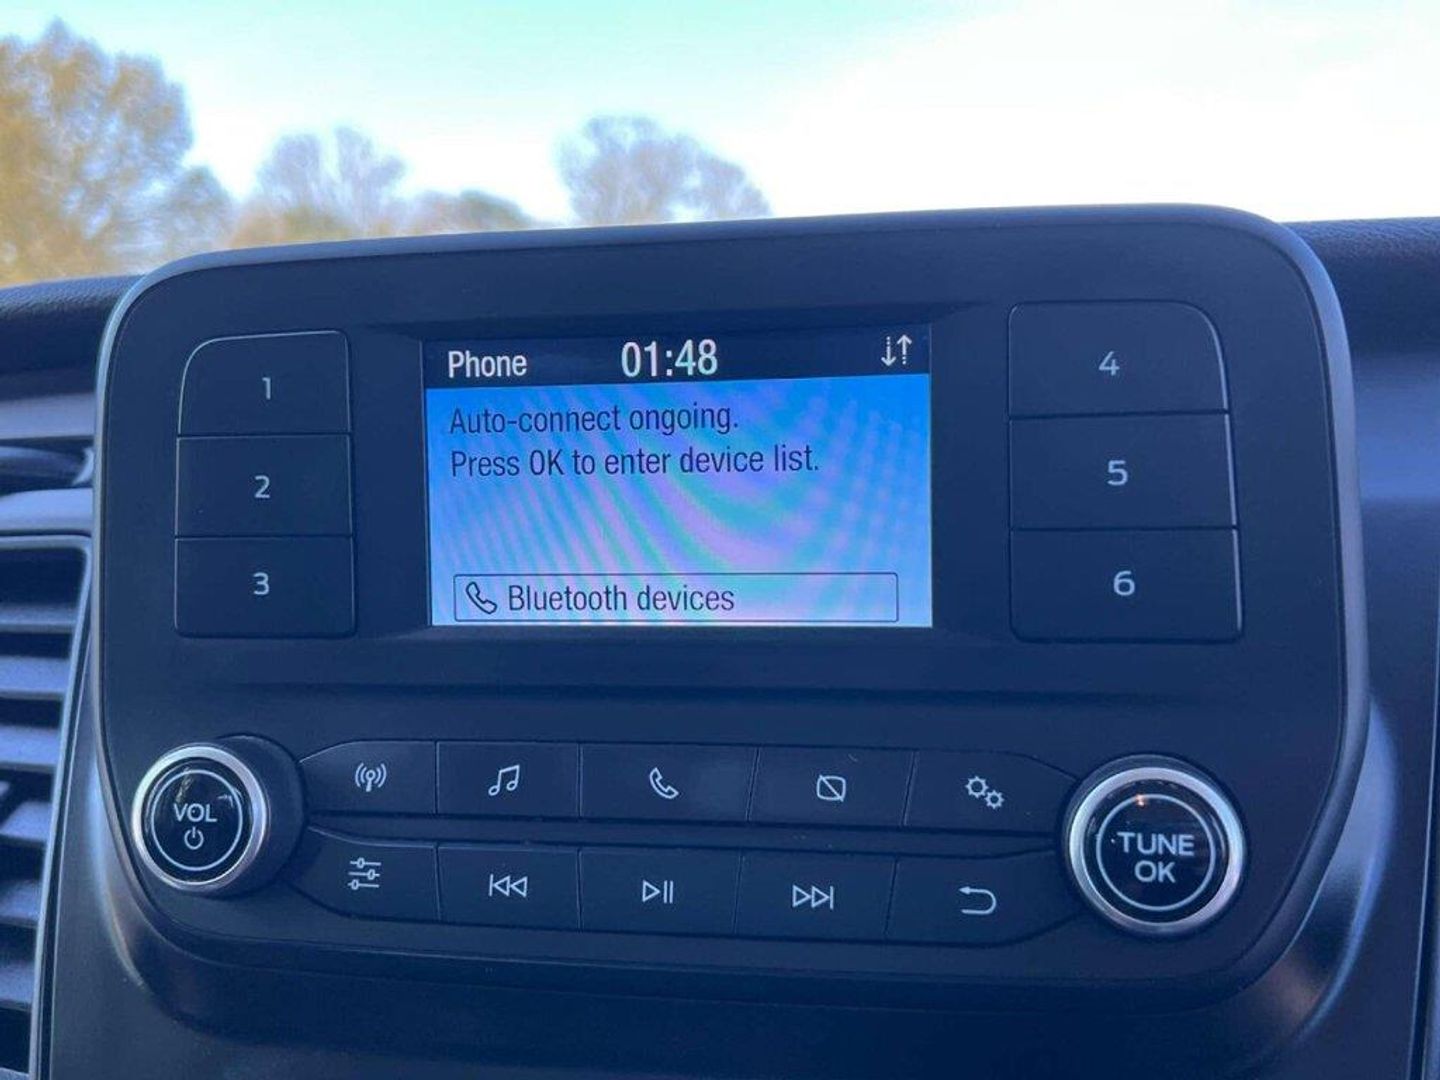 Phone 01:48
Auto-connect ongoing.
Press OK to enter device list.
Bluetooth devices
1
2
3
4
5
6
VOL
TUNE
OK